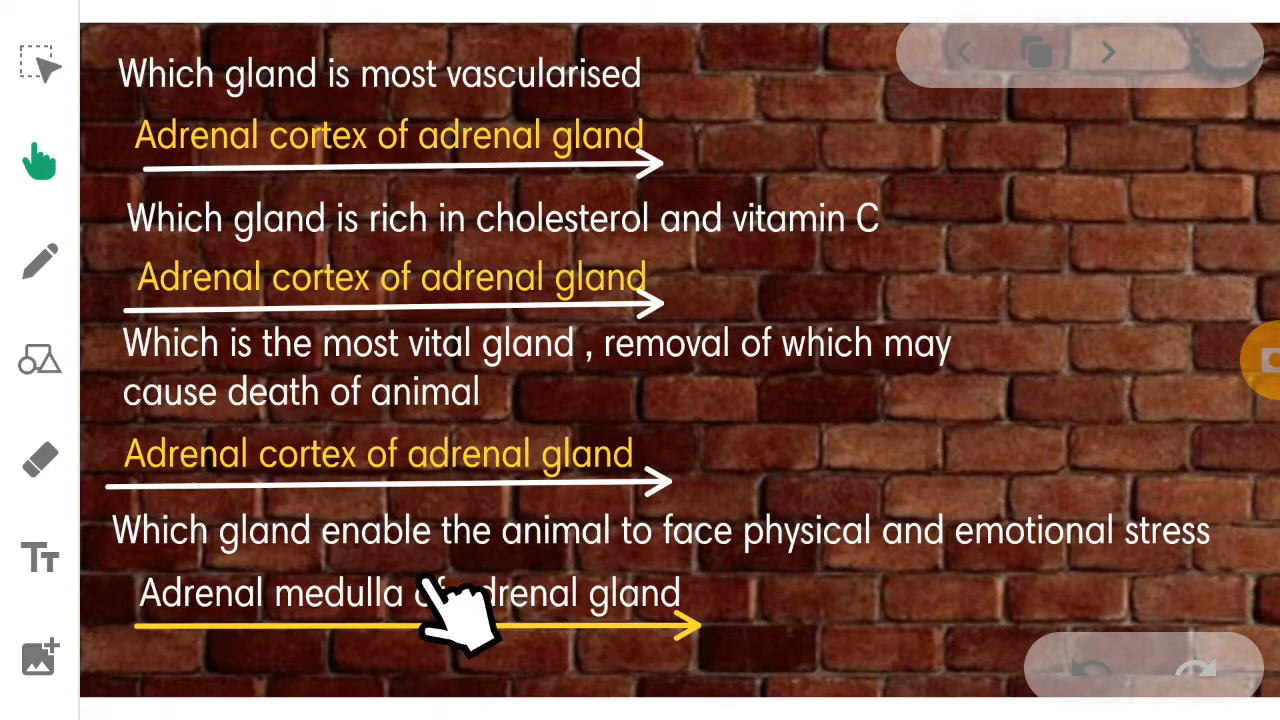 Which gland is most vascularised
Adrenal cortex of adrenal gland
Which gland is rich in cholesterol and vitamin C
Adrenal cortex of adrenal gland
Which is the most vital gland , removal of which may
cause death of animal
Adrenal cortex of adrenal gland
Which gland enable the animal to face physical and emotional stress
Adrenal medulla of adrenal gland